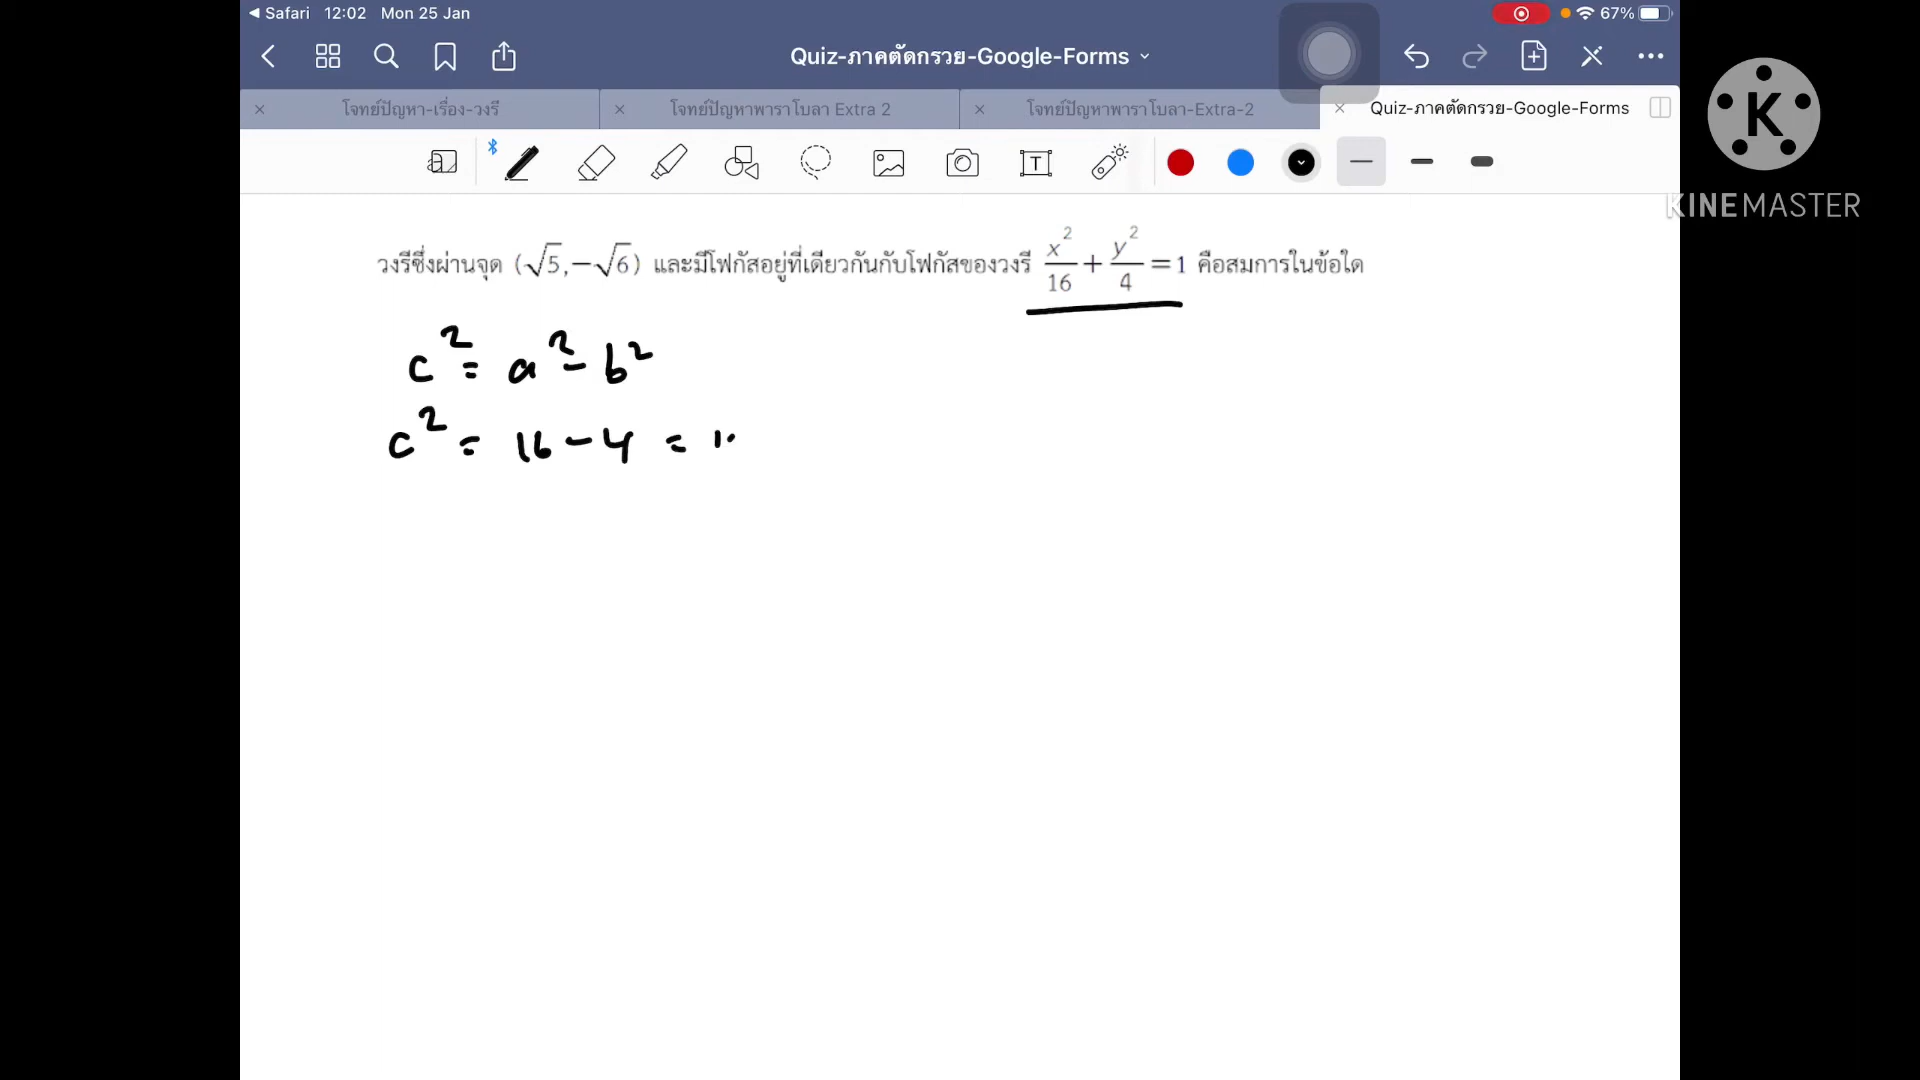 Safari 12:02 Mon 25 Jan 67%
Quiz-ภาคตัดกรวย-Google-Forms
โจทย์ปัญหา-เรื่อง-วงรี โจทย์ปัญหาพาราโบลา Extra 2 โจทย์ปัญหาพาราโบลา-Extra-2 Quiz-ภาคตัดกรวย-Google-Forms
K
KINEMASTER
วงรีซึ่งผ่านจุด (√5,−√6) และมีโฟกัสอยู่ที่เดียวกันกับโฟกัสของวงรี x²/16 + y²/4 = 1 คือสมการในข้อใด
c² = a² − b²
c² = 16 − 4 = 1